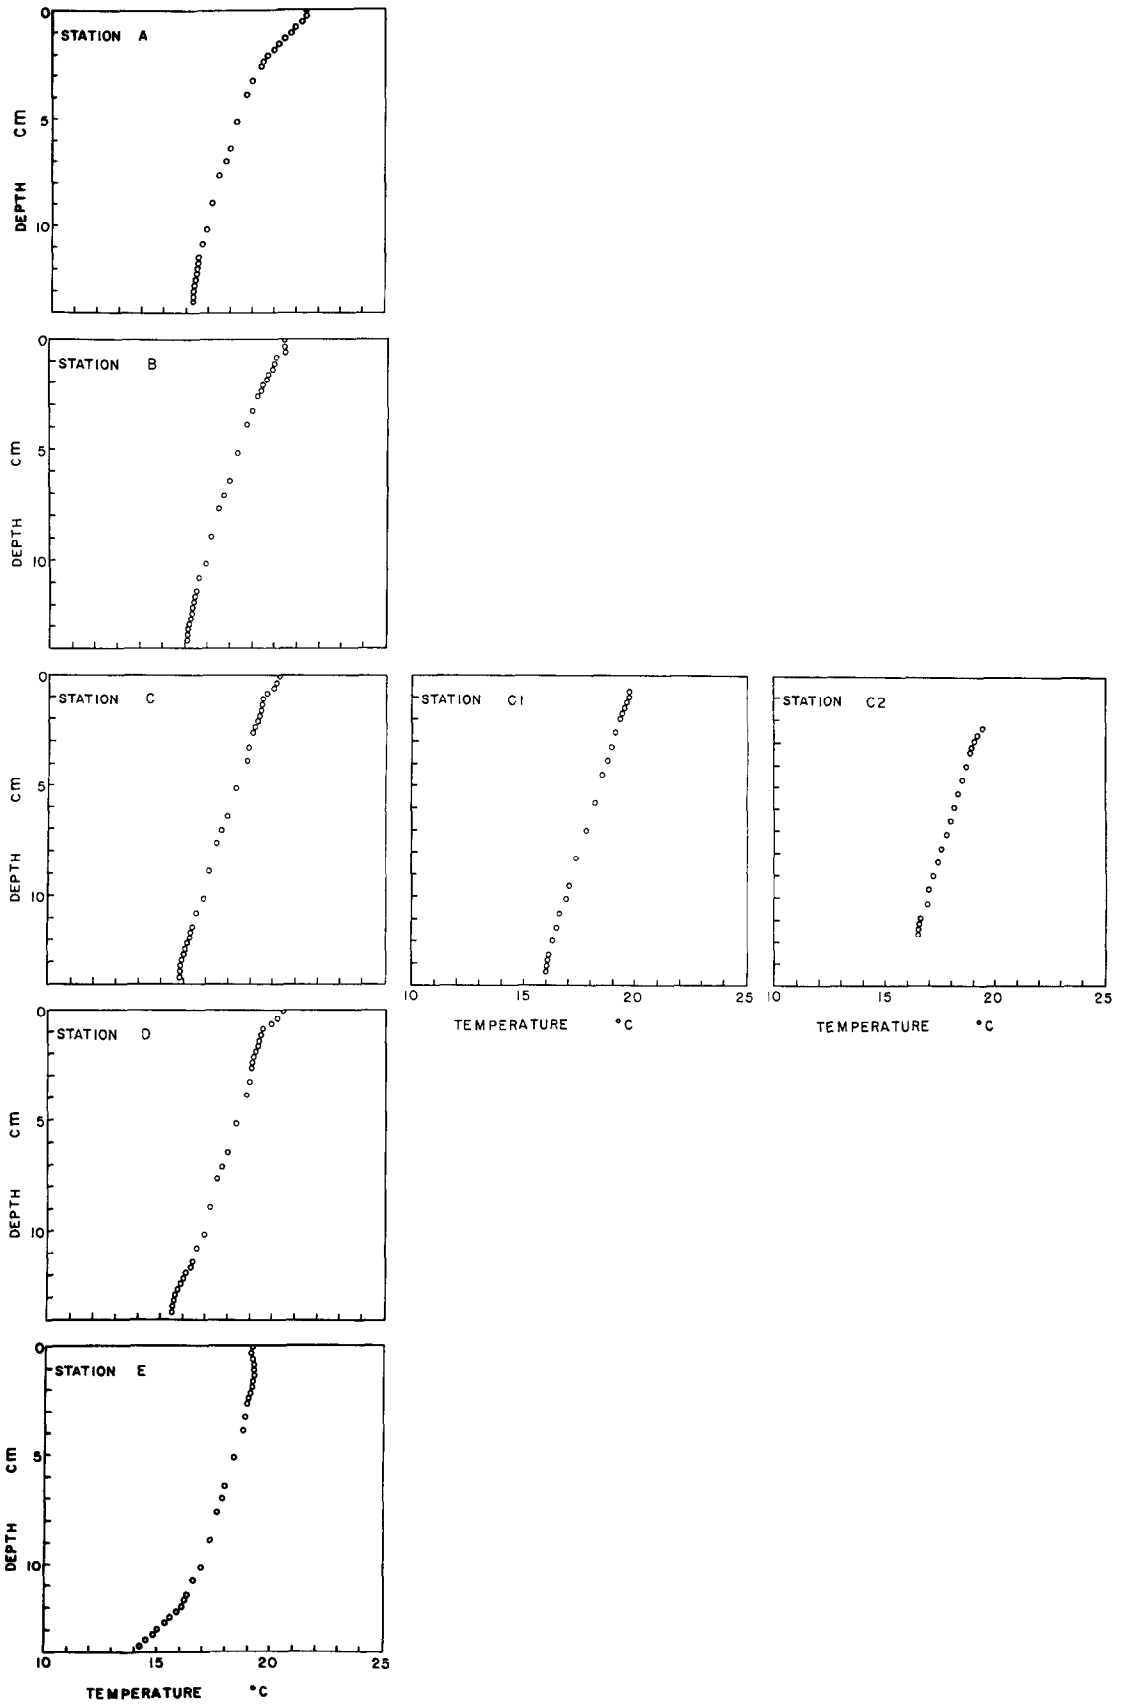 0
STATION A
5
10
DEPTH cm
0
STATION B
5
10
DEPTH cm
0
STATION C
5
10
DEPTH cm
STATION C1
10 15 20 25
TEMPERATURE °C
STATION C2
10 15 20 25
TEMPERATURE °C
0
STATION D
5
10
DEPTH cm
0
STATION E
5
10
DEPTH cm
10 15 20 25
TEMPERATURE °C